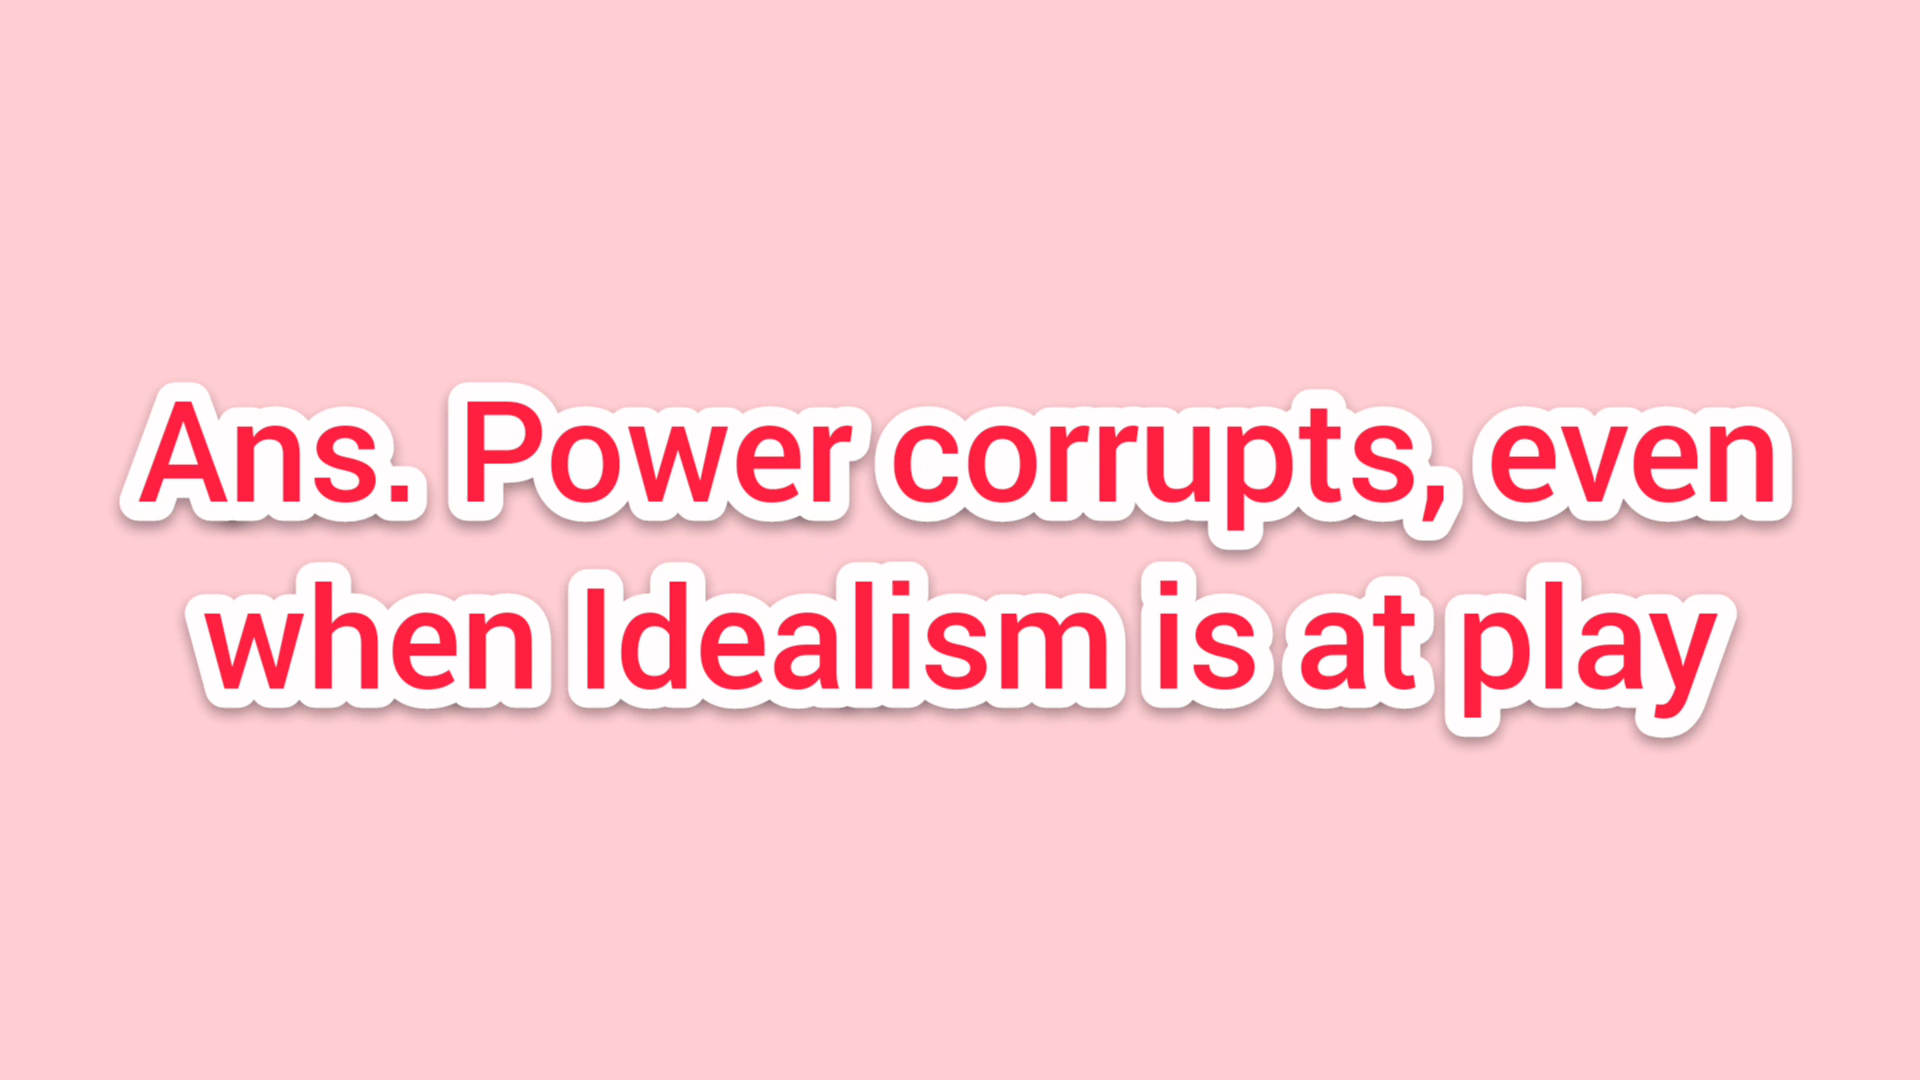 Ans. Power corrupts, even
when Idealism is at play